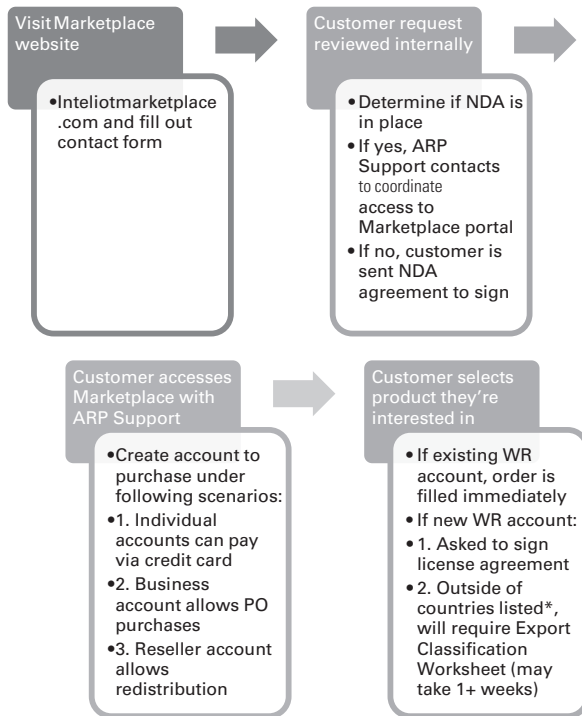 Visit Marketplace
website
•Inteliotmarketplace
.com and fill out
contact form
Customer request
reviewed internally
•Determine if NDA is
in place
•If yes, ARP
Support contacts
to coordinate
access to
Marketplace portal
•If no, customer is
sent NDA
agreement to sign
Customer accesses
Marketplace with
ARP Support
•Create account to
purchase under
following scenarios:
•1. Individual
accounts can pay
via credit card
•2. Business
account allows PO
purchases
•3. Reseller account
allows
redistribution
Customer selects
product they're
interested in
•If existing WR
account, order is
filled immediately
•If new WR account:
•1. Asked to sign
license agreement
•2. Outside of
countries listed*,
will require Export
Classification
Worksheet (may
take 1+ weeks)